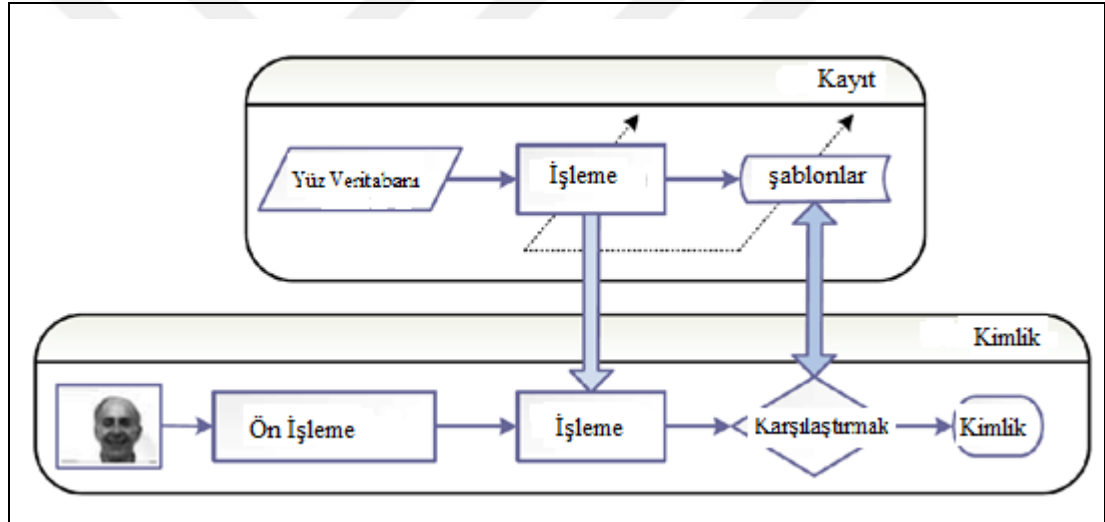 Kayıt
Yüz Veritabanı
İşleme
şablonlar
Kimlik
Ön İşleme
İşleme
Karşılaştırmak
Kimlik